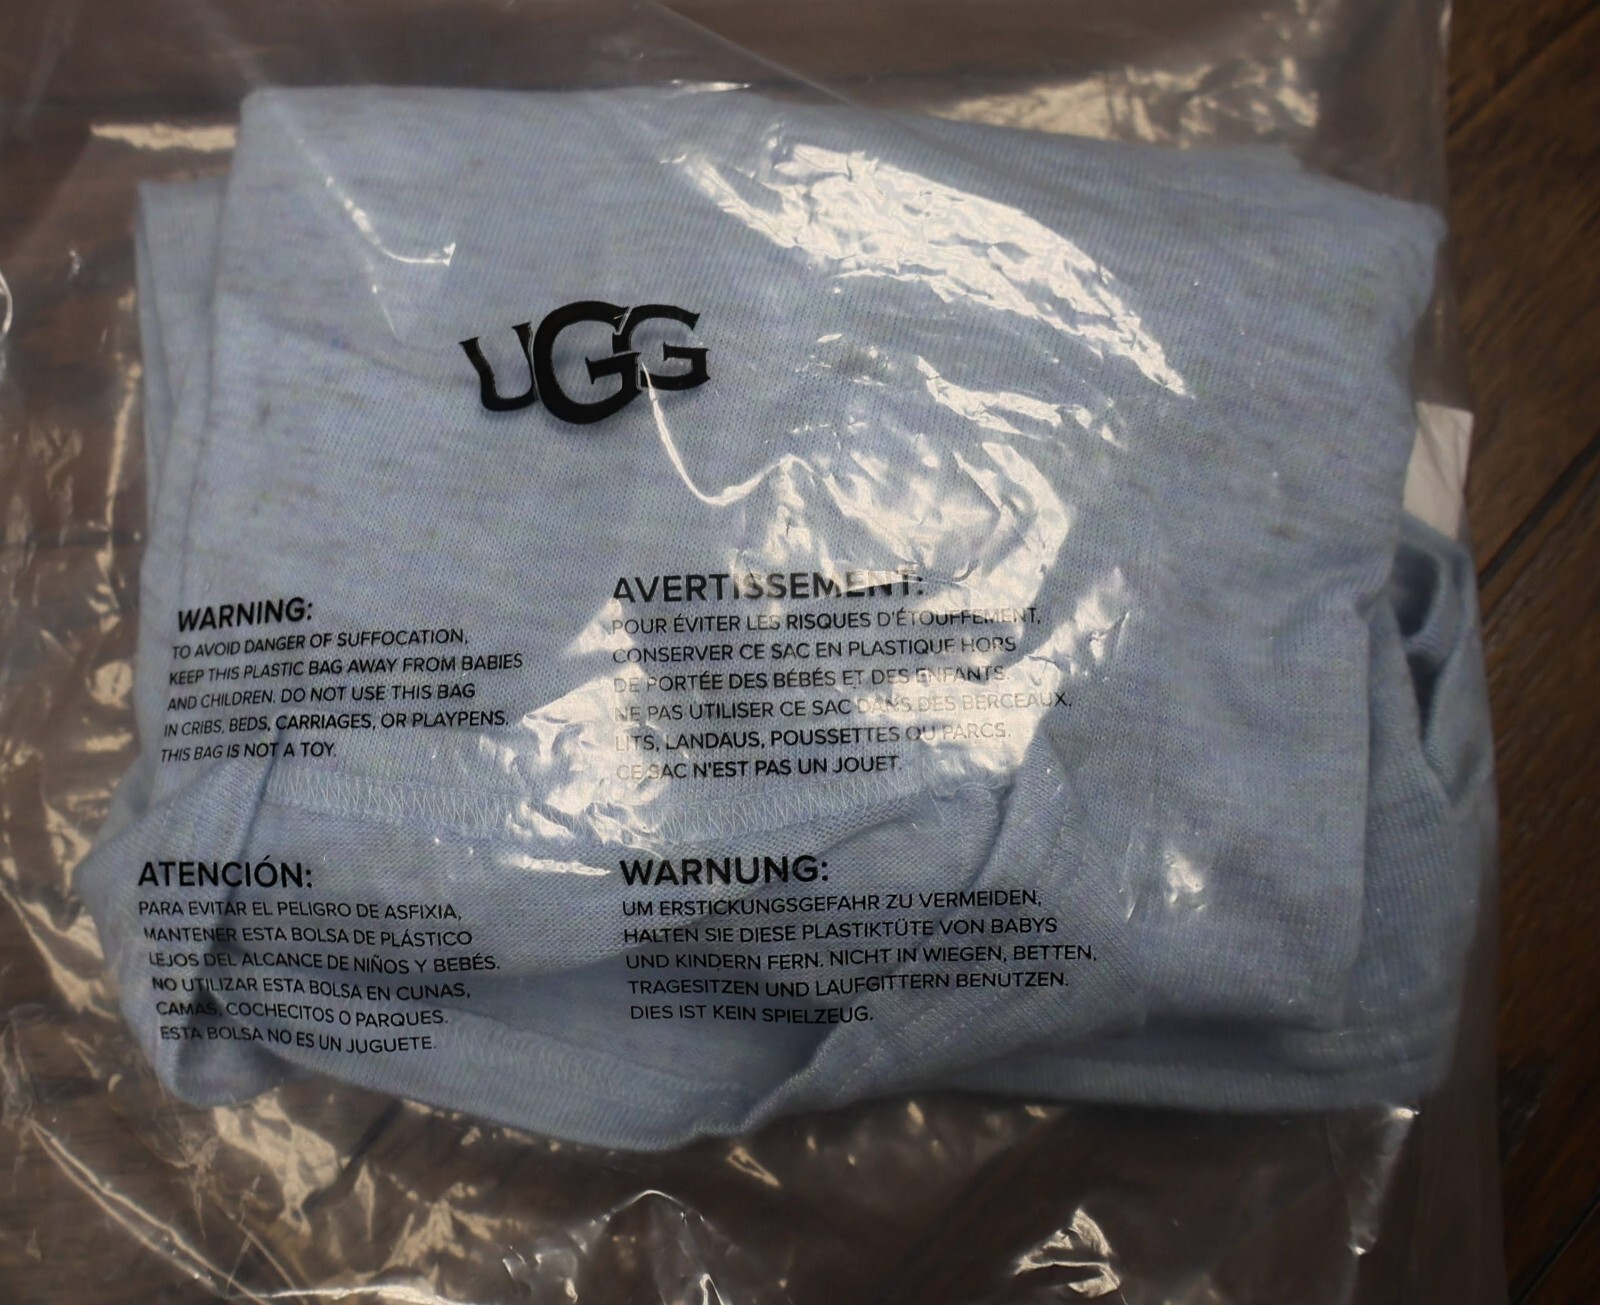 UGG
WARNING:
TO AVOID DANGER OF SUFFOCATION,
KEEP THIS PLASTIC BAG AWAY FROM BABIES
AND CHILDREN. DO NOT USE THIS BAG
IN CRIBS, BEDS, CARRIAGES, OR PLAYPENS.
THIS BAG IS NOT A TOY.
AVERTISSEMENT:
POUR ÉVITER LES RISQUES D'ÉTOUFFEMENT,
CONSERVER CE SAC EN PLASTIQUE HORS
DE PORTÉE DES BÉBÉS ET DES ENFANTS.
NE PAS UTILISER CE SAC DANS DES BERCEAUX,
LITS, LANDAUS, POUSSETTES OU PARCS.
CE SAC N'EST PAS UN JOUET.
ATENCIÓN:
PARA EVITAR EL PELIGRO DE ASFIXIA,
MANTENER ESTA BOLSA DE PLÁSTICO
LEJOS DEL ALCANCE DE NIÑOS Y BEBÉS.
NO UTILIZAR ESTA BOLSA EN CUNAS,
CAMAS, COCHECITOS O PARQUES.
ESTA BOLSA NO ES UN JUGUETE.
WARNUNG:
UM ERSTICKUNGSGEFAHR ZU VERMEIDEN,
HALTEN SIE DIESE PLASTIKTÜTE VON BABYS
UND KINDERN FERN. NICHT IN WIEGEN, BETTEN,
TRAGESITZEN UND LAUFGITTERN BENUTZEN.
DIES IST KEIN SPIELZEUG.